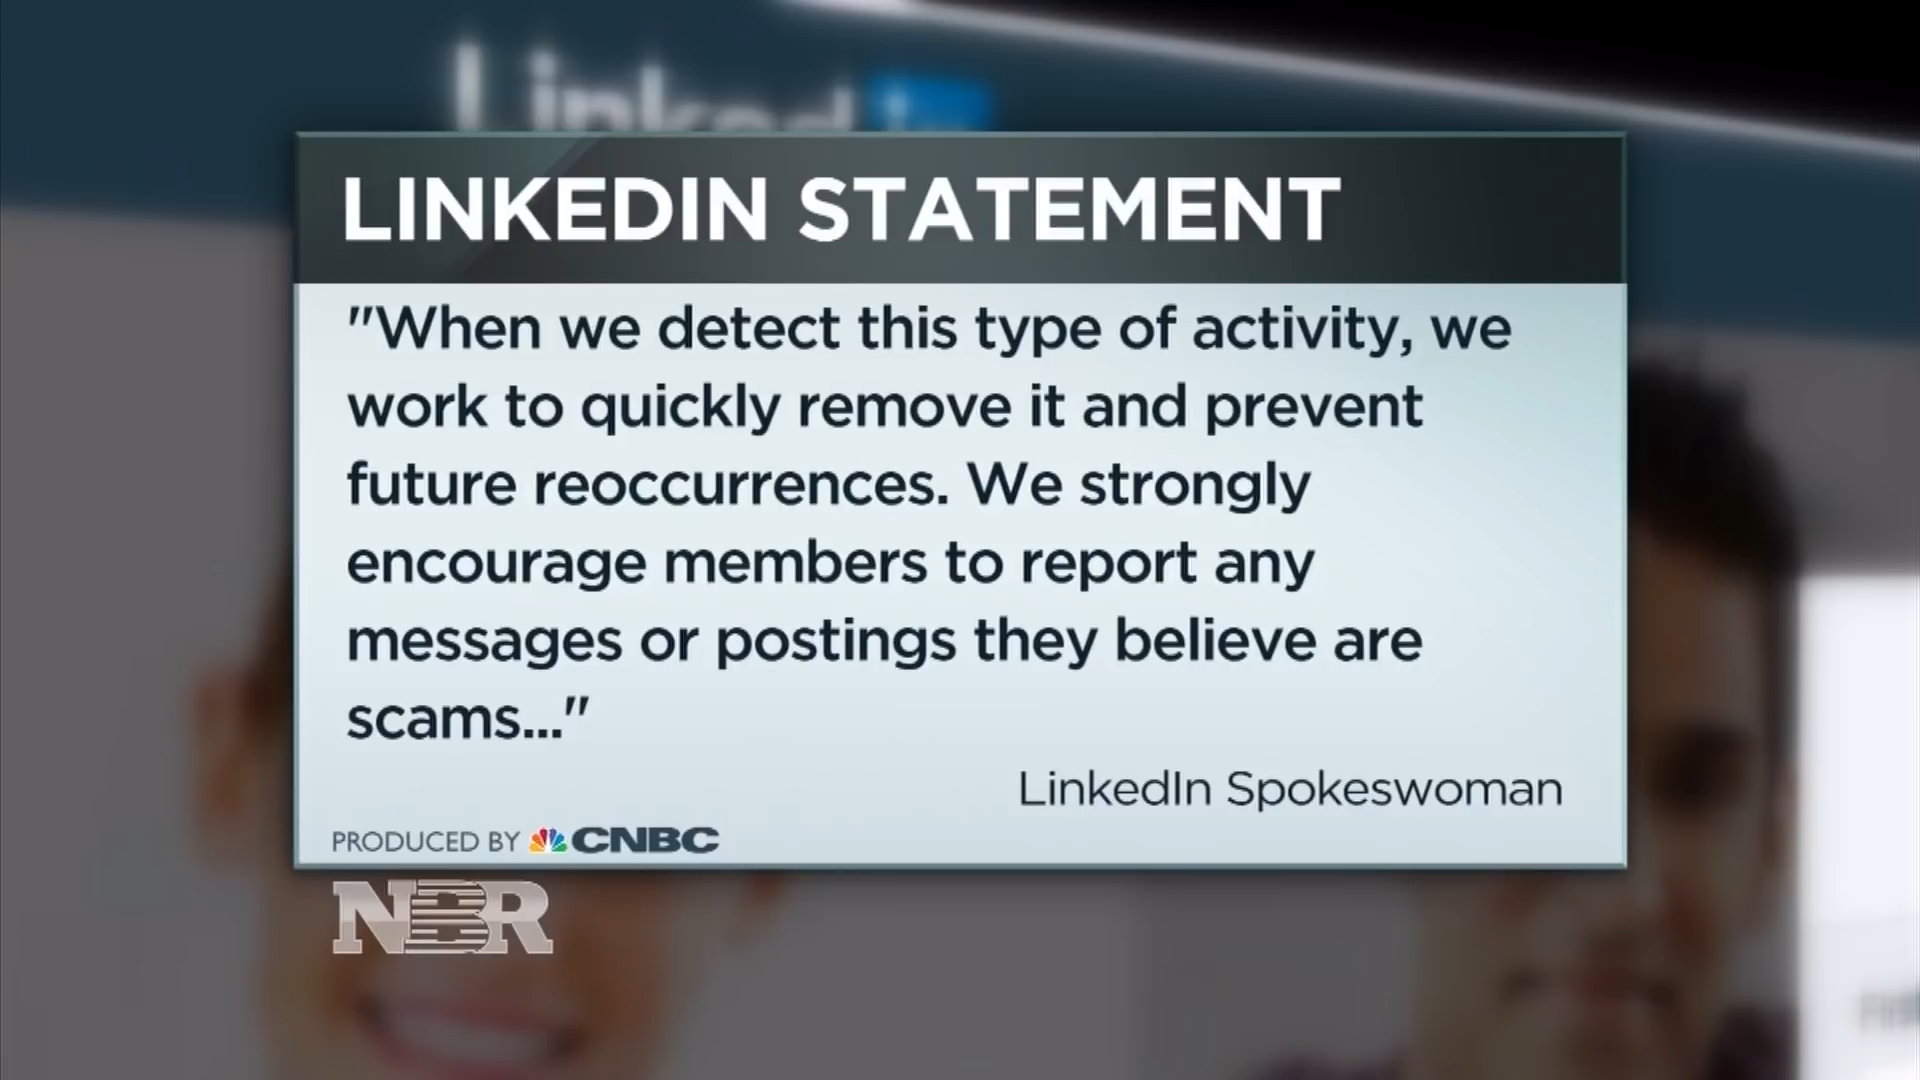 Linked in
LINKEDIN STATEMENT
"When we detect this type of activity, we
work to quickly remove it and prevent
future reoccurrences. We strongly
encourage members to report any
messages or postings they believe are
scams..."
LinkedIn Spokeswoman
PRODUCED BY CNBC
NBR